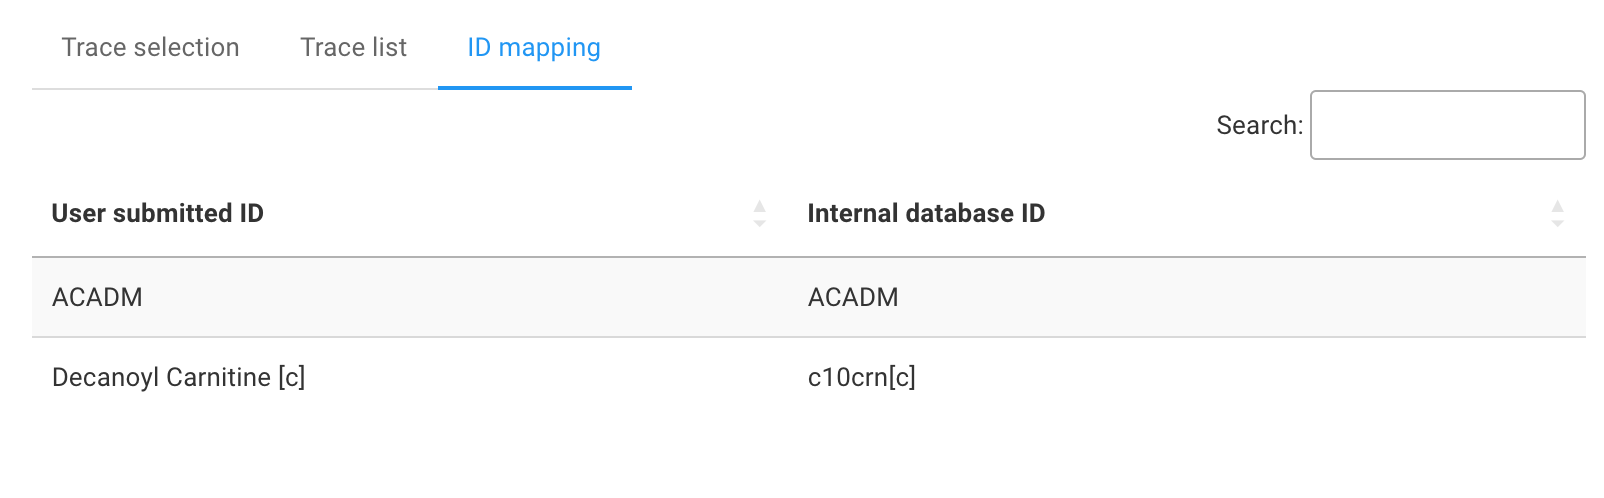 Trace selection Trace list ID mapping
Search:
User submitted ID Internal database ID
ACADM ACADM
Decanoyl Carnitine [c] c10crn[c]